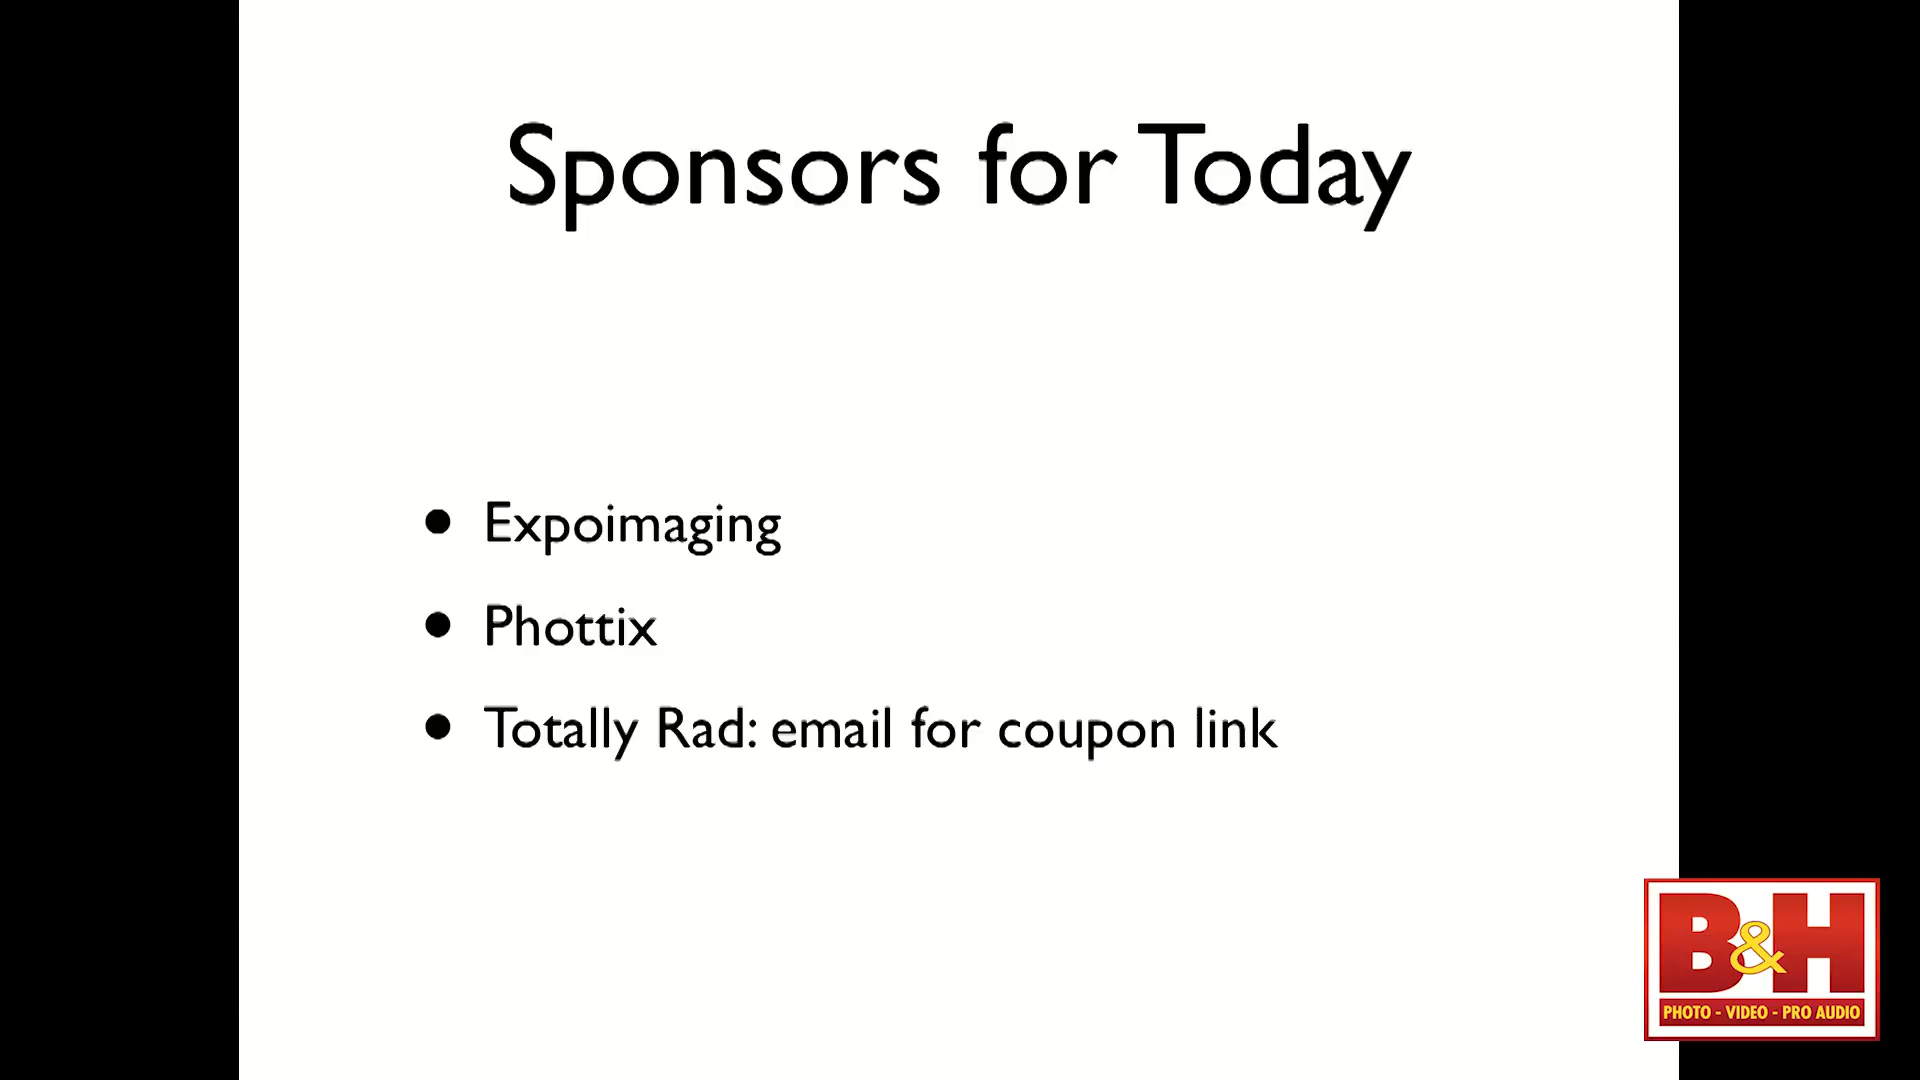 Sponsors for Today
• Expoimaging
• Phottix
• Totally Rad: email for coupon link
B&H
PHOTO - VIDEO - PRO AUDIO